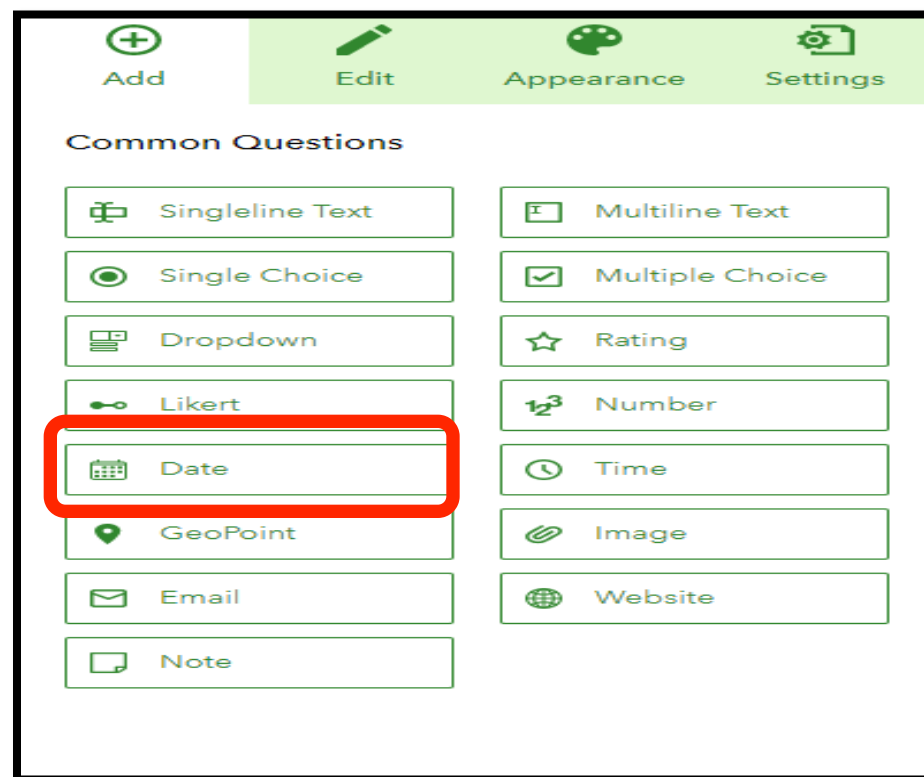 Add Edit Appearance Settings
Common Questions
Singleline Text Multiline Text
Single Choice Multiple Choice
Dropdown Rating
Likert Number
Date Time
GeoPoint Image
Email Website
Note